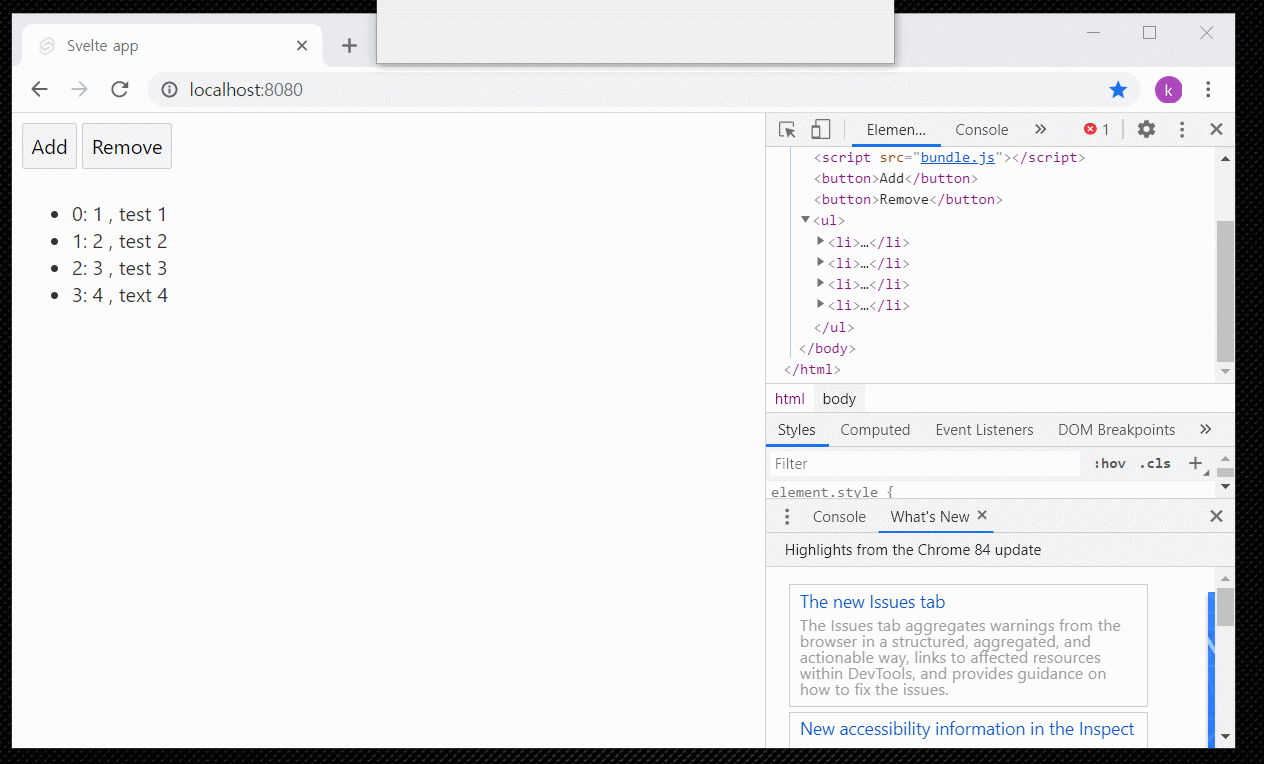 Svelte app
localhost:8080
k
Add Remove
0: 1 , test 1
1: 2 , test 2
2: 3 , test 3
3: 4 , text 4
Elemen... Console 1
<script src="bundle.js"></script>
<button>Add</button>
<button>Remove</button>
<ul>
<li>…</li>
<li>…</li>
<li>…</li>
<li>…</li>
</ul>
</body>
</html>
html body
Styles Computed Event Listeners DOM Breakpoints
Filter :hov .cls
element.style {
Console What's New
Highlights from the Chrome 84 update
The new Issues tab
The Issues tab aggregates warnings from the
browser in a structured, aggregated, and
actionable way, links to affected resources
within DevTools, and provides guidance on
how to fix the issues.
New accessibility information in the Inspect